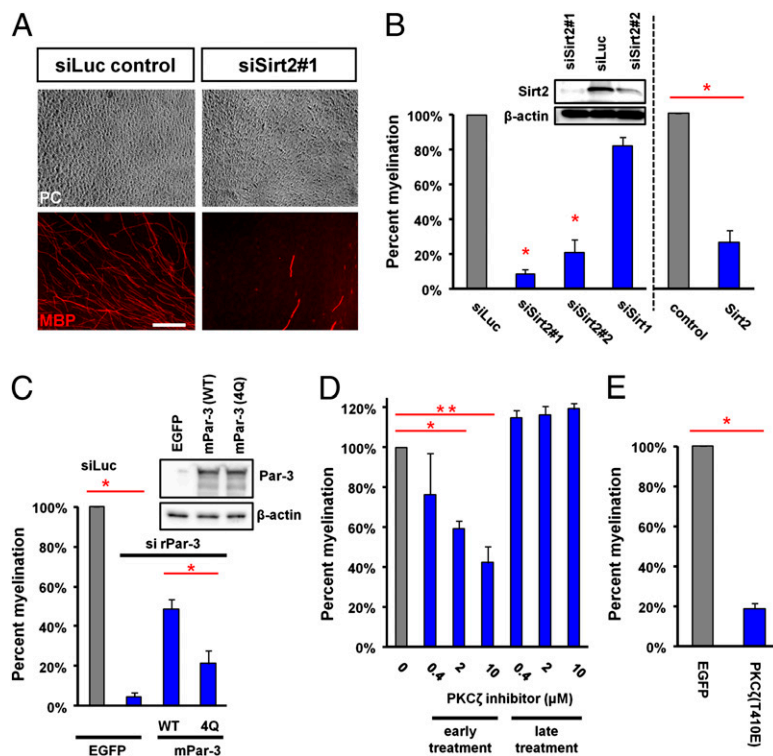 A
siLuc control
siSirt2#1
PC
MBP
B
siSirt2#1
siLuc
siSirt2#2
Sirt2
β-actin
*
Percent myelination
100%
80%
60%
40%
20%
0%
*
*
siLuc
siSirt2#1
siSirt2#2
siSirt1
control
Sirt2
C
EGFP
mPar-3 (WT)
mPar-3 (4Q)
Par-3
β-actin
siLuc
*
si rPar-3
*
Percent myelination
100%
80%
60%
40%
20%
0%
WT
4Q
EGFP
mPar-3
D
Percent myelination
120%
100%
80%
60%
40%
20%
0%
**
*
0
0.4
2
10
0.4
2
10
PKCζ inhibitor (μM)
early treatment
late treatment
E
*
Percent myelination
100%
80%
60%
40%
20%
0%
EGFP
PKCζ(T410E)